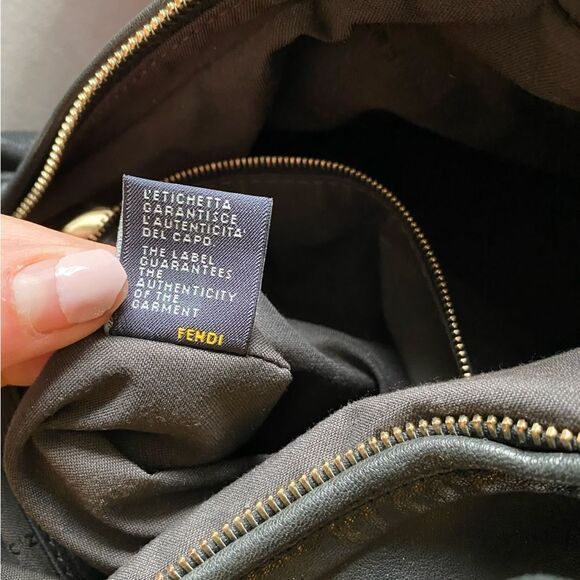 L'ETICHETTA
GARANTISCE
L'AUTENTICITA'
DEL CAPO
THE LABEL
GUARANTEES
THE
AUTHENTICITY
OF THE
GARMENT
FENDI